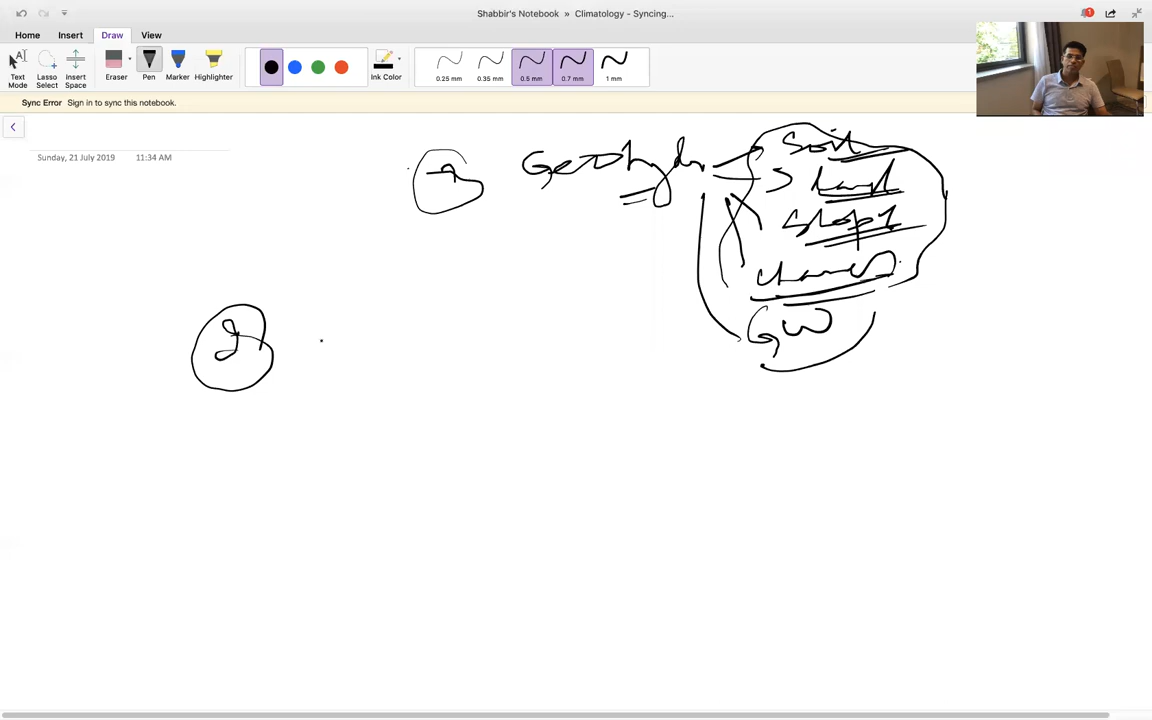 Shabbir's Notebook » Climatology - Syncing...
1
Home Insert Draw View
Text Mode Lasso Select Insert Space Eraser Pen Marker Highlighter Ink Color 0.25 mm 0.35 mm 0.5 mm 0.7 mm 1 mm
Sync Error Sign in to sync this notebook.
Sunday, 21 July 2019 11:34 AM
Soil
Land
GW